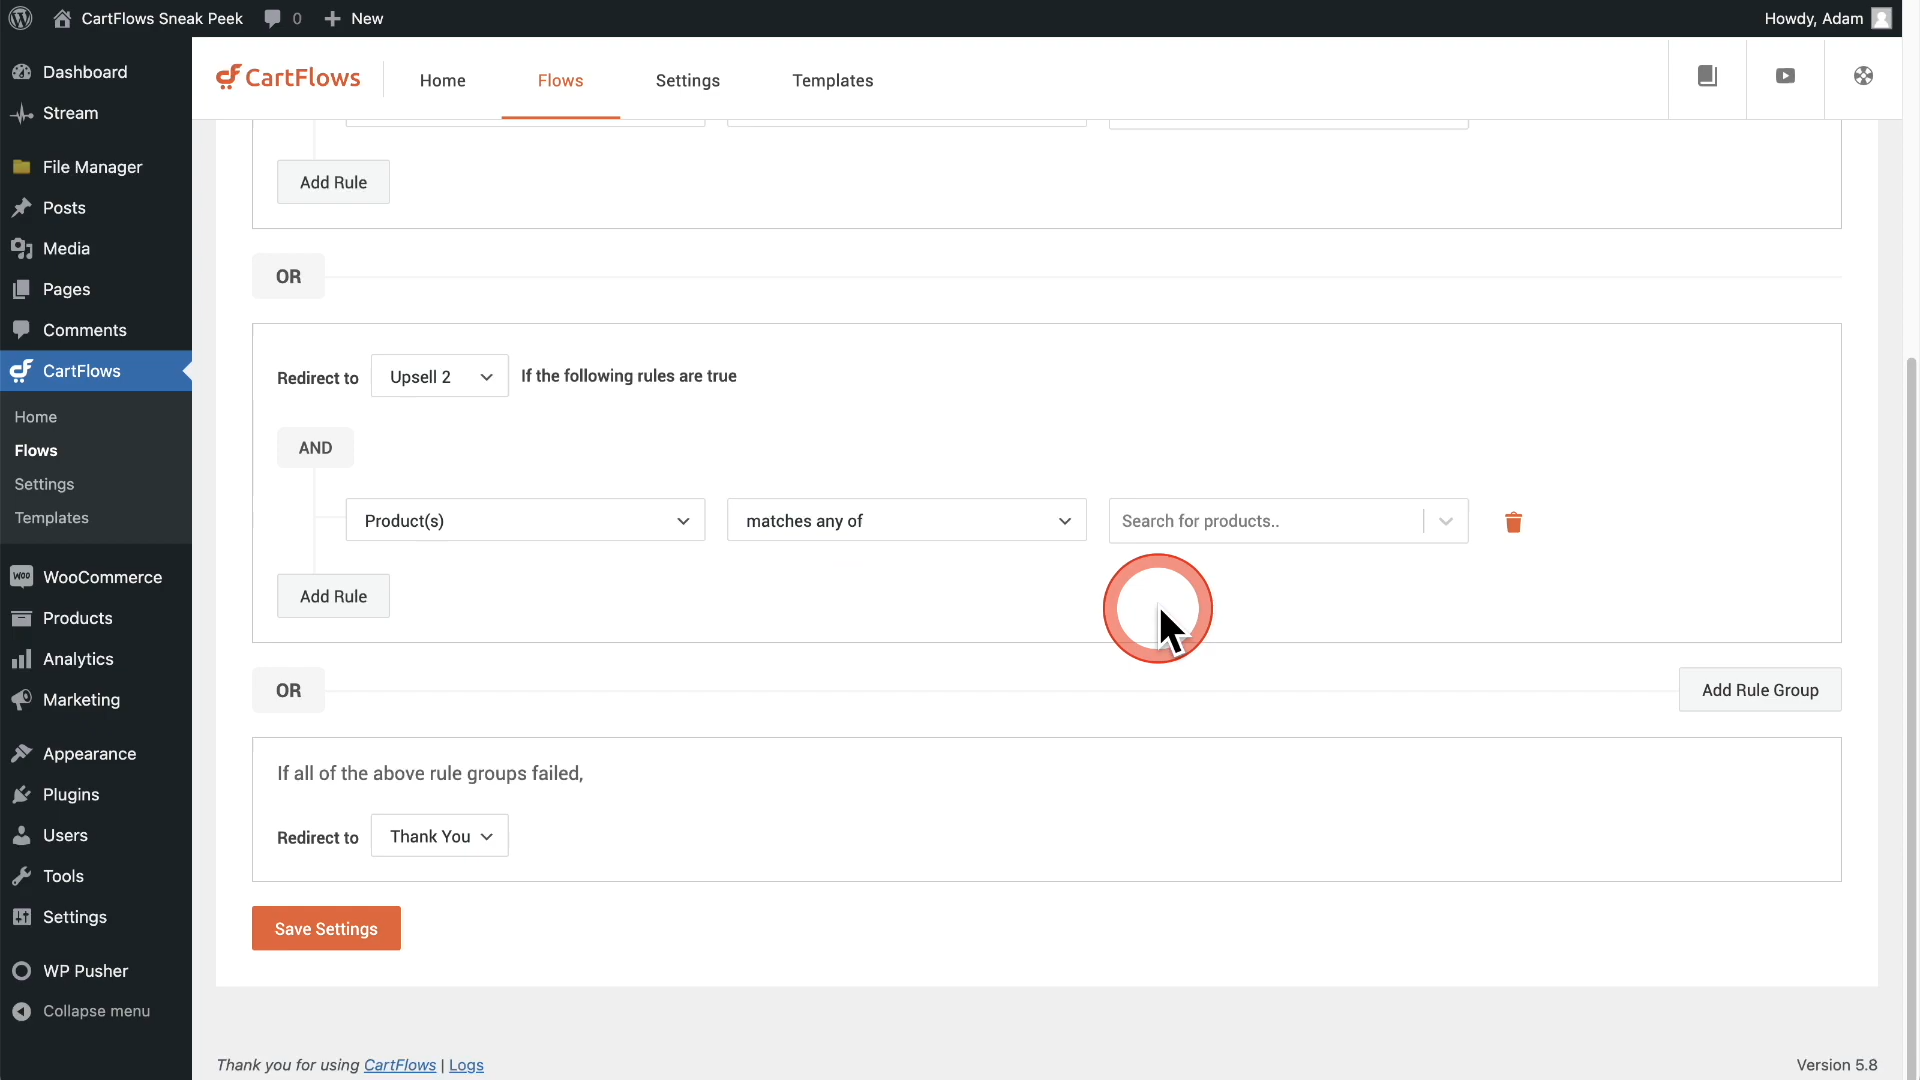 CartFlows Sneak Peek 0 New Howdy, Adam
Dashboard
Stream
File Manager
Posts
Media
Pages
Comments
CartFlows
Home
Flows
Settings
Templates
WooCommerce
Products
Analytics
Marketing
Appearance
Plugins
Users
Tools
Settings
WP Pusher
Collapse menu
CartFlows Home Flows Settings Templates
Add Rule
OR
Redirect to Upsell 2 If the following rules are true
AND
Product(s) matches any of Search for products..
Add Rule
OR Add Rule Group
If all of the above rule groups failed,
Redirect to Thank You
Save Settings
Thank you for using CartFlows | Logs Version 5.8